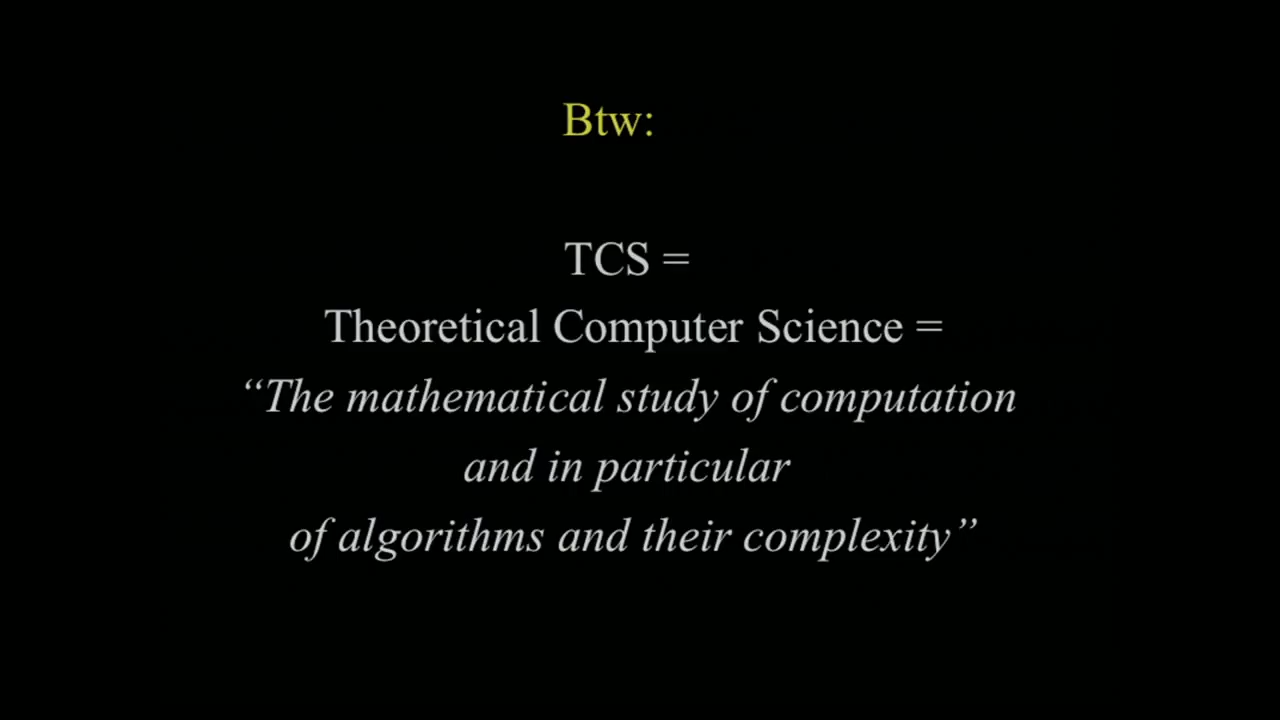 Btw:
TCS =
Theoretical Computer Science =
“The mathematical study of computation
and in particular
of algorithms and their complexity”